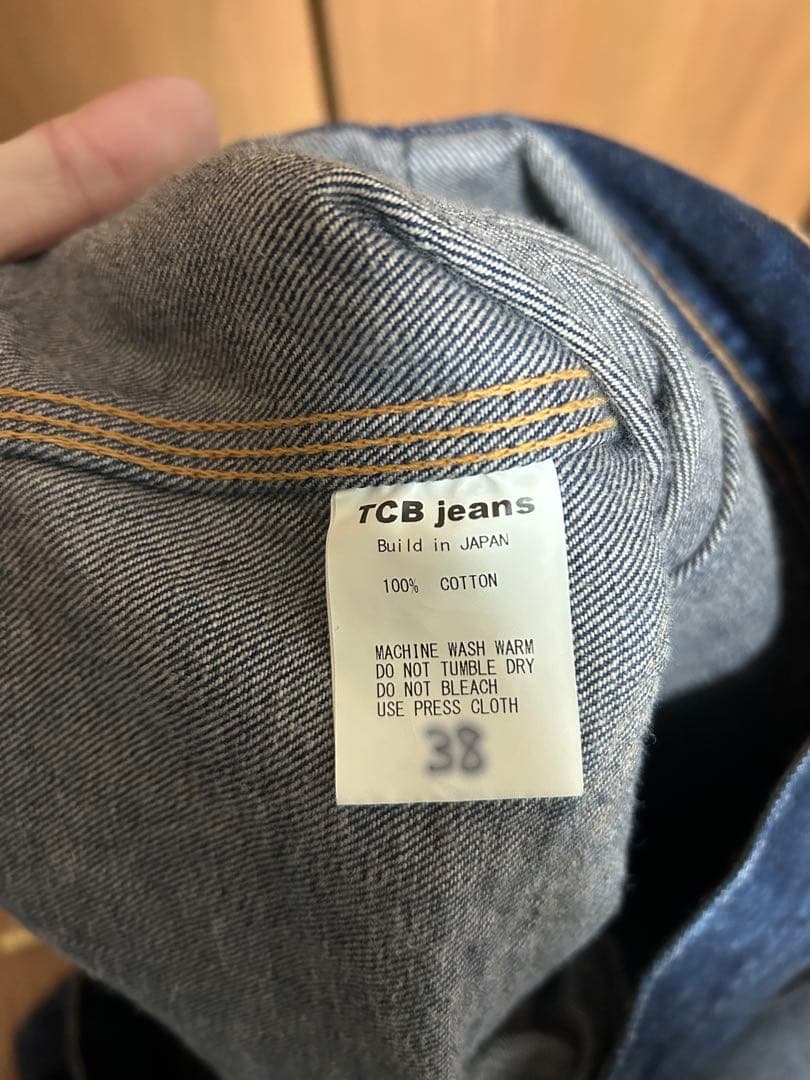 TCB jeans
Build in JAPAN
100% COTTON
MACHINE WASH WARM
DO NOT TUMBLE DRY
DO NOT BLEACH
USE PRESS CLOTH
38